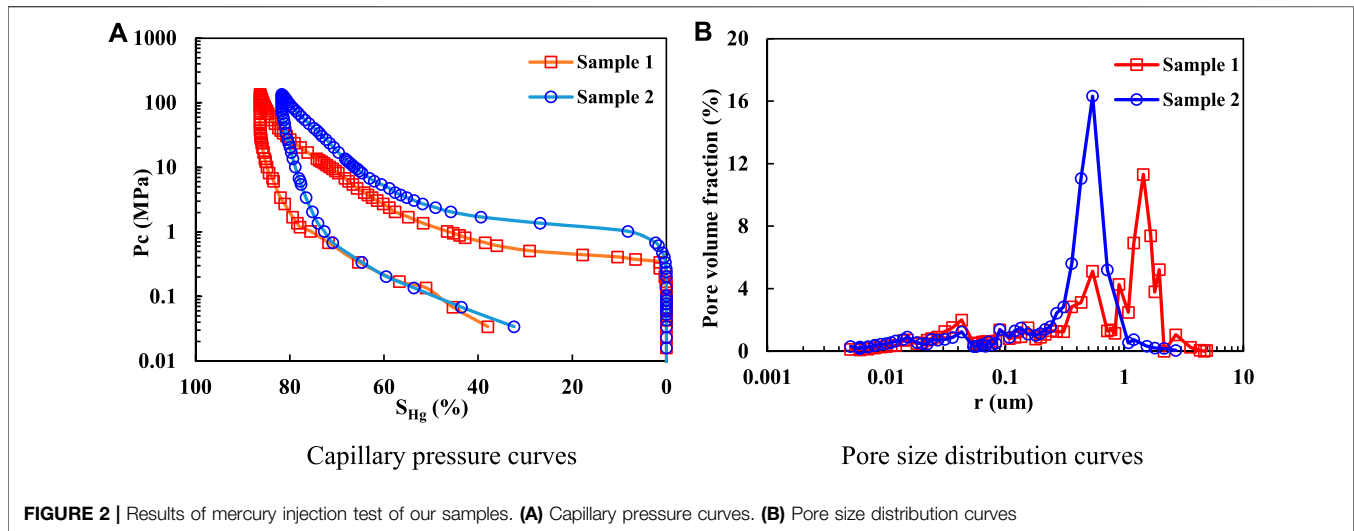 A
1000
100
10
1
0.1
0.01
Pc (MPa)
Sample 1
Sample 2
100 80 60 40 20 0
S_Hg (%)
Capillary pressure curves
B
20
16
12
8
4
0
Pore volume fraction (%)
Sample 1
Sample 2
0.001 0.01 0.1 1 10
r (um)
Pore size distribution curves
FIGURE 2 | Results of mercury injection test of our samples. (A) Capillary pressure curves. (B) Pore size distribution curves